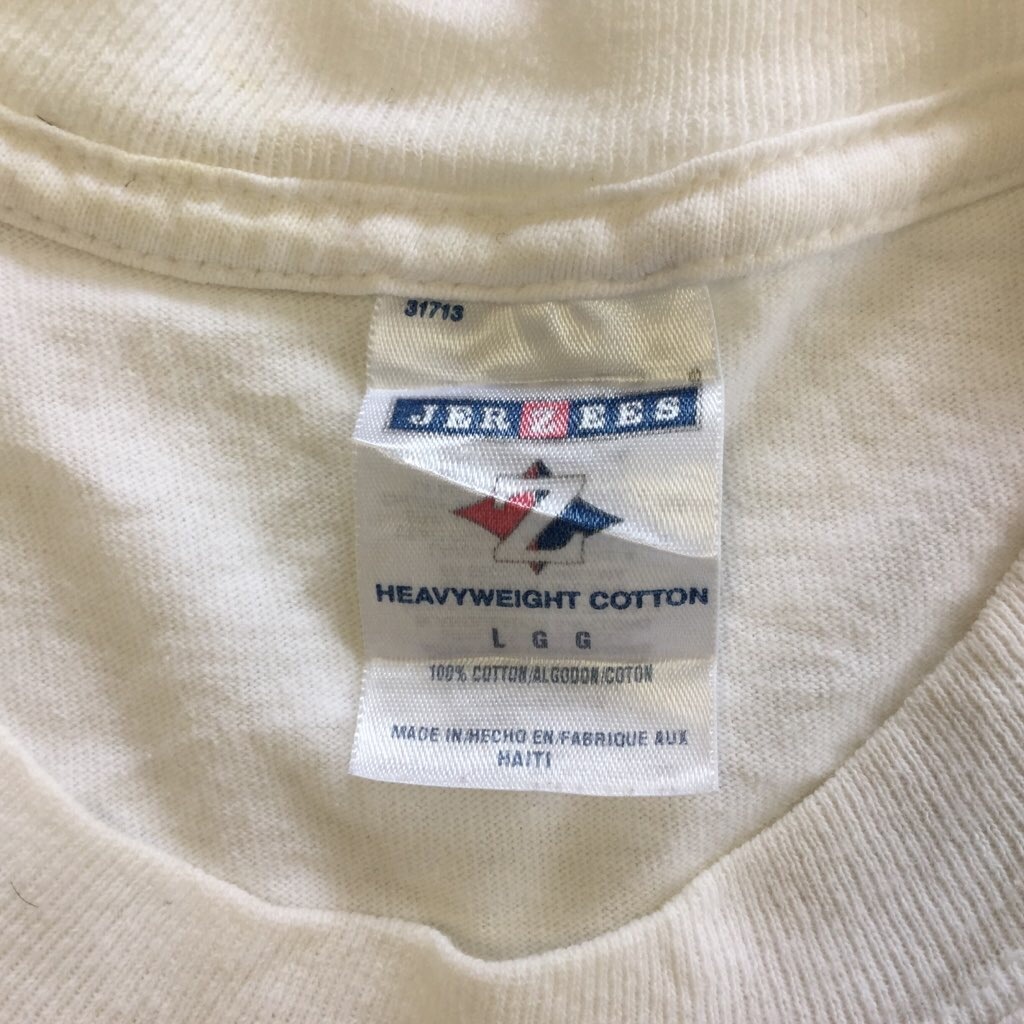 31713
JERZEES
Z
HEAVYWEIGHT COTTON
L G G
100% COTTON/ALGODON/COTON
MADE IN/HECHO EN/FABRIQUE AUX
HAITI